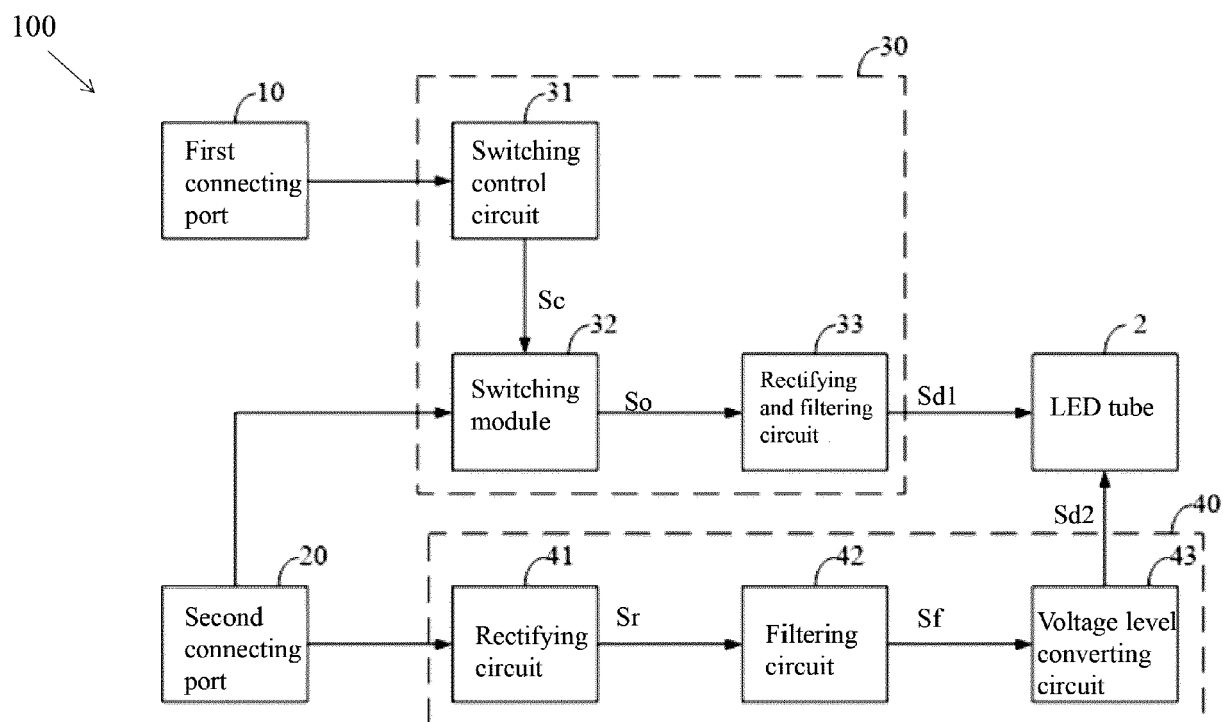 100
30
10
31
First
connecting
port
Switching
control
circuit
Sc
32
33
2
Switching
module
So
Rectifying
and filtering
circuit
Sd1
LED tube
Sd2
40
20
41
42
43
Second
connecting
port
Rectifying
circuit
Sr
Filtering
circuit
Sf
Voltage level
converting
circuit